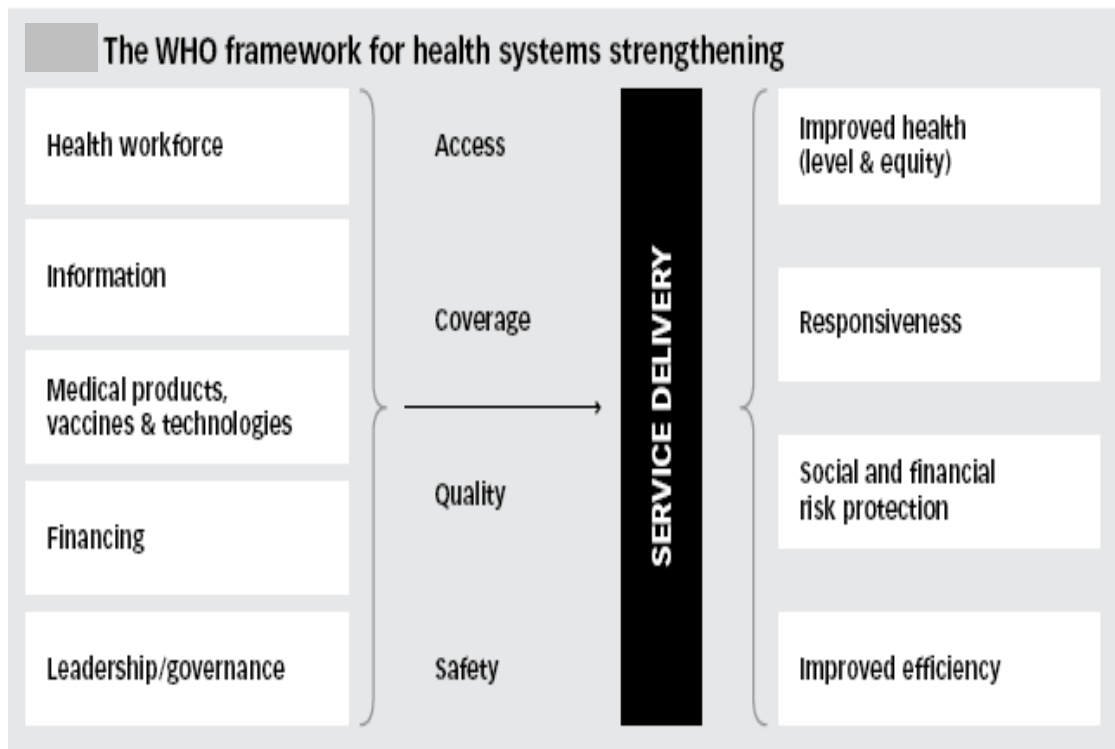 The WHO framework for health systems strengthening
Health workforce
Information
Medical products,
vaccines & technologies
Financing
Leadership/governance
Access
Coverage
Quality
Safety
SERVICE DELIVERY
Improved health
(level & equity)
Responsiveness
Social and financial
risk protection
Improved efficiency